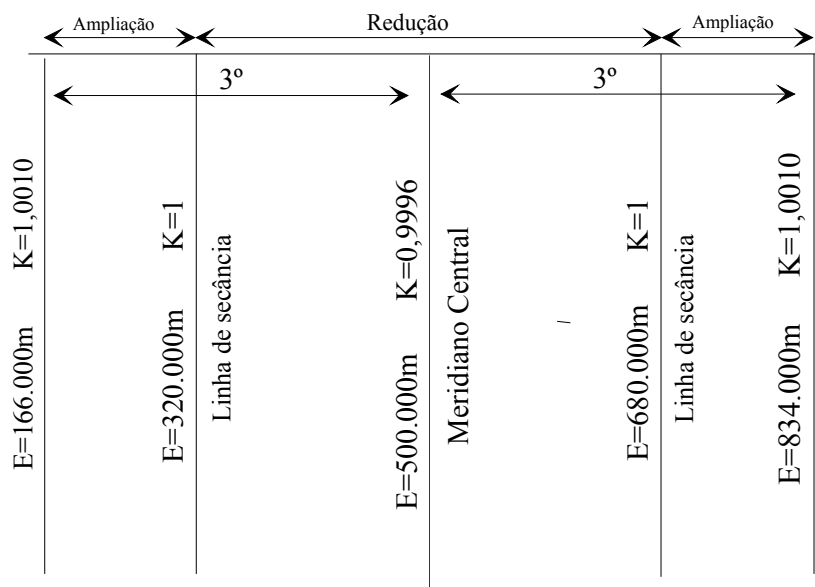 Ampliação
Redução
Ampliação
3º
3º
E=166.000m K=1,0010
E=320.000m K=1
Linha de secância
E=500.000m K=0,9996
Meridiano Central
E=680.000m K=1
Linha de secância
E=834.000m K=1,0010